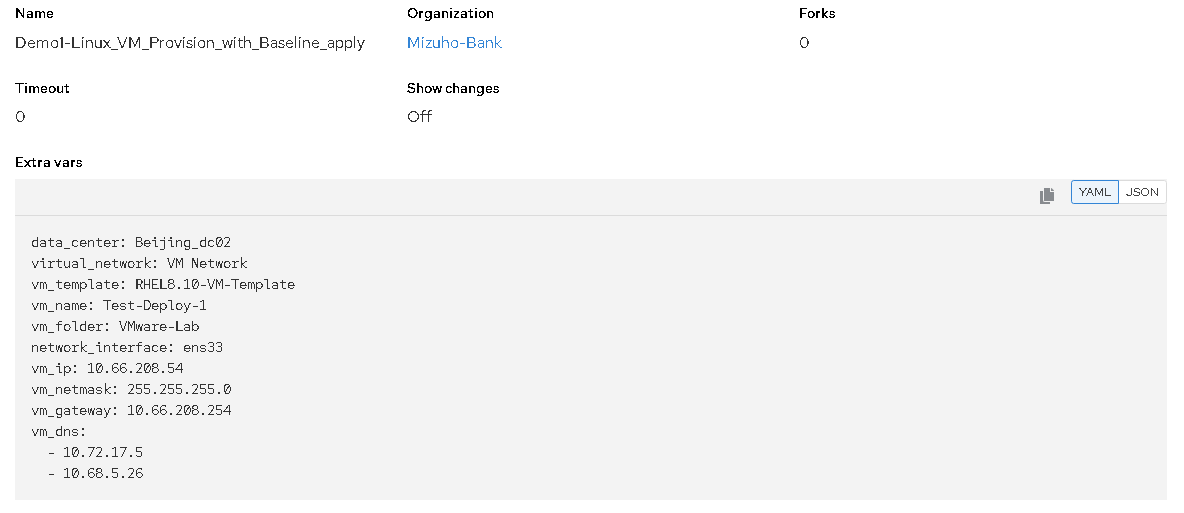 Name Organization Forks
Demo1-Linux_VM_Provision_with_Baseline_apply Mizuho-Bank 0
Timeout Show changes
0 Off
Extra vars
YAML JSON
data_center: Beijing_dc02
virtual_network: VM Network
vm_template: RHEL8.10-VM-Template
vm_name: Test-Deploy-1
vm_folder: VMware-Lab
network_interface: ens33
vm_ip: 10.66.208.54
vm_netmask: 255.255.255.0
vm_gateway: 10.66.208.254
vm_dns:
  - 10.72.17.5
  - 10.68.5.26